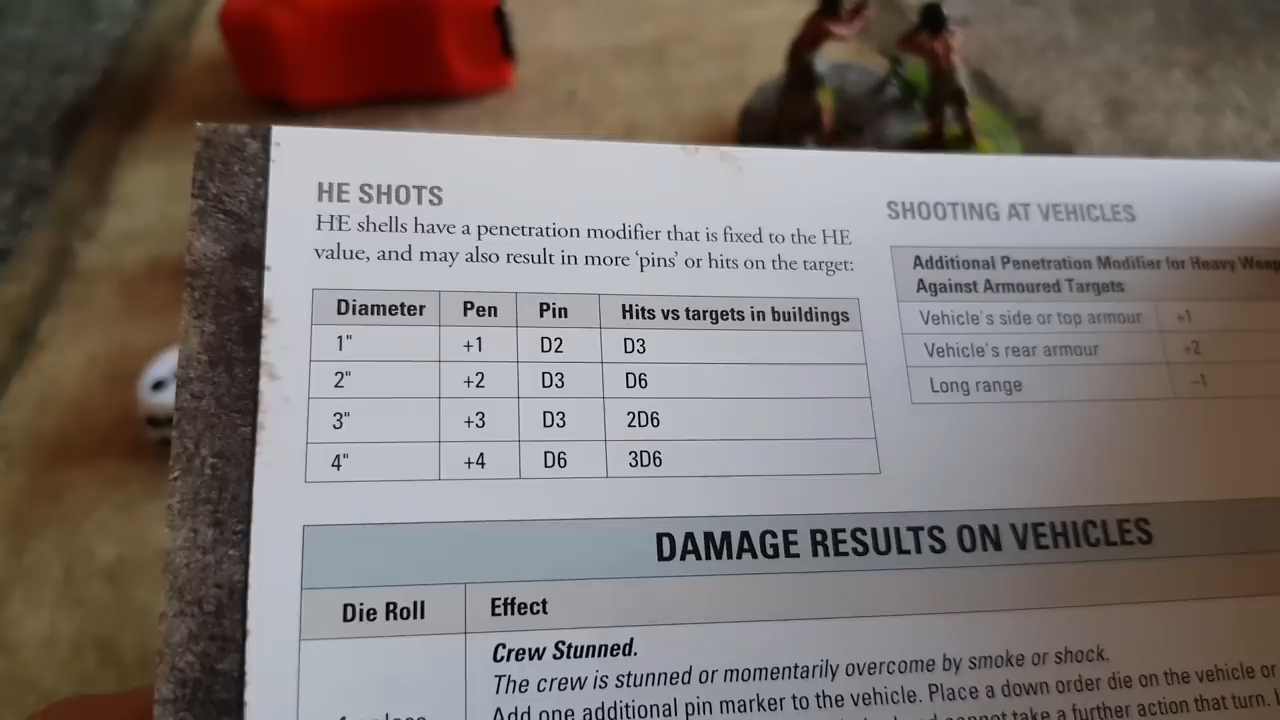 HE SHOTS
HE shells have a penetration modifier that is fixed to the HE
value, and may also result in more ‘pins’ or hits on the target:
Diameter Pen Pin Hits vs targets in buildings
1" +1 D2 D3
2" +2 D3 D6
3" +3 D3 2D6
4" +4 D6 3D6
SHOOTING AT VEHICLES
Additional Penetration Modifier for Heavy
Against Armoured Targets
Vehicle's side or top armour +1
Vehicle's rear armour +2
Long range –1
DAMAGE RESULTS ON VEHICLES
Die Roll Effect
Crew Stunned.
The crew is stunned or momentarily overcome by smoke or shock.
Add one additional pin marker to the vehicle. Place a down order die on the vehicle or
take a further action that turn.